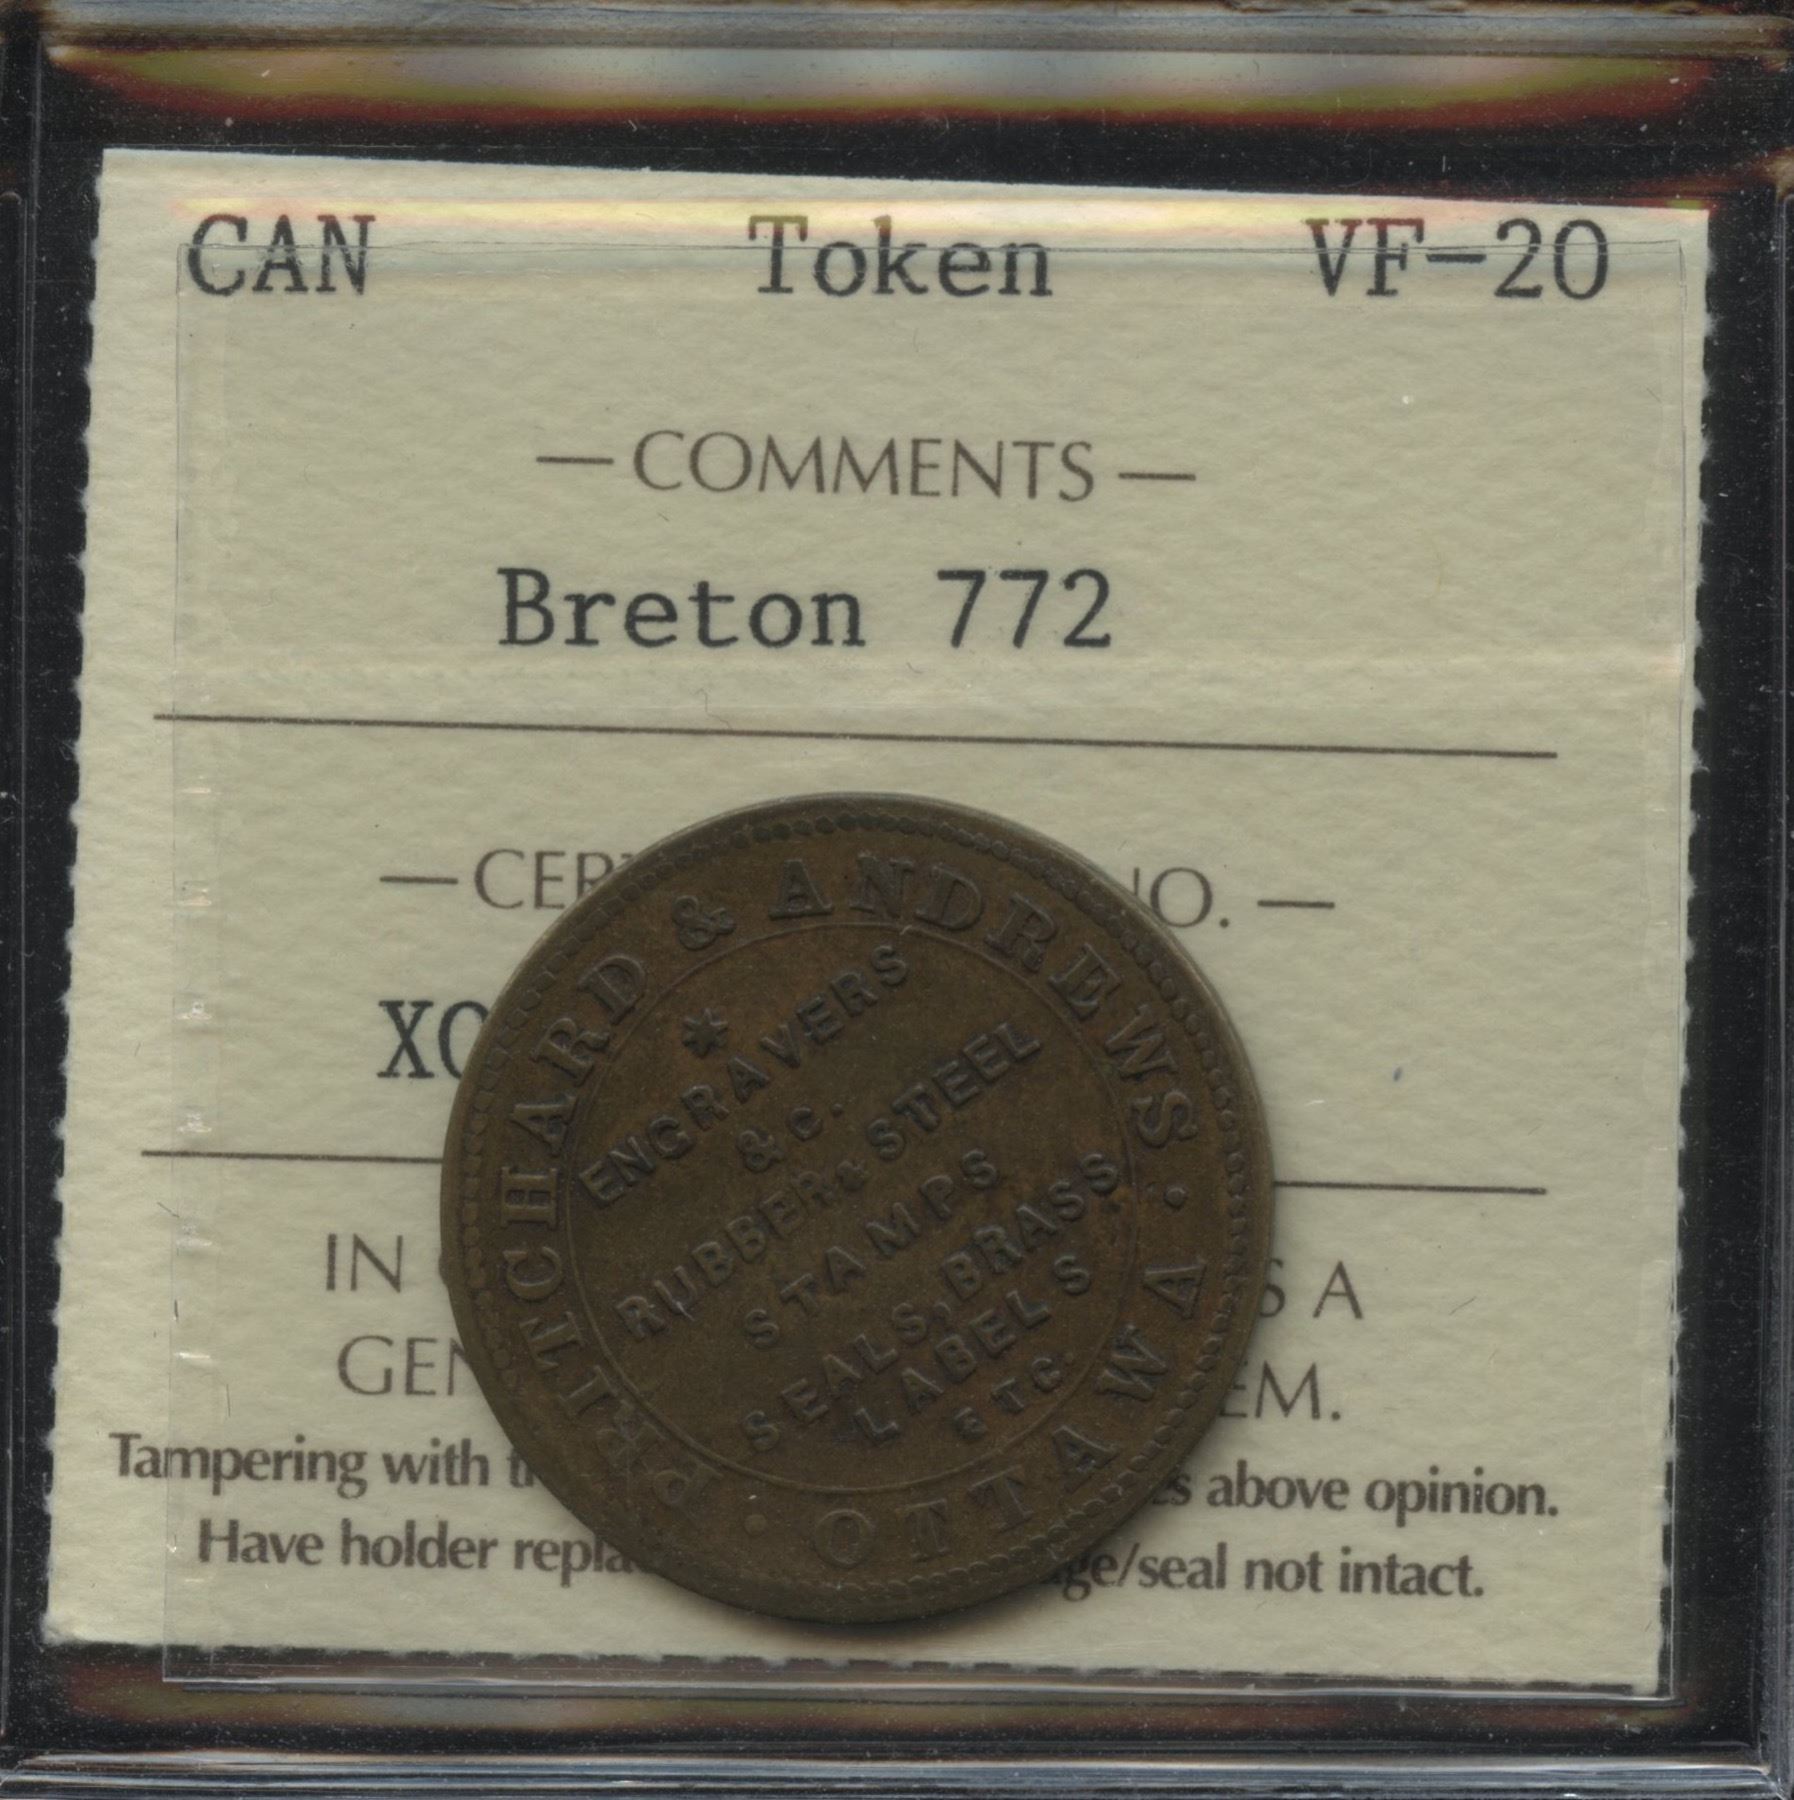 CAN Token VF-20
— COMMENTS —
Breton 772
— CER NO. —
XC
IN S A
GEN EM.
Tampering with t es above opinion.
Have holder repla ge/seal not intact.
PRITCHARD & ANDREWS · OTTAWA ·
*
ENGRAVERS
& C.
RUBBER & STEEL
STAMPS
SEALS, BRASS
LABELS
ETC